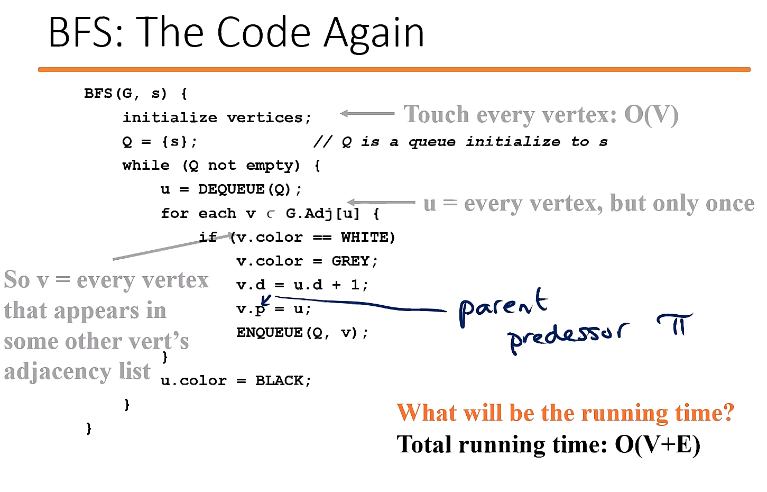 BFS: The Code Again
BFS(G, s) {
initialize vertices;
Touch every vertex: O(V)
Q = {s};
// Q is a queue initialize to s
while (Q not empty) {
u = DEQUEUE(Q);
for each v ⊂ G.Adj[u] {
u = every vertex, but only once
if (v.color == WHITE)
v.color = GREY;
v.d = u.d + 1;
v.p = u;
ENQUEUE(Q, v);
}
u.color = BLACK;
}
}
So v = every vertex
that appears in
some other vert's
adjacency list
parent
predessor π
What will be the running time?
Total running time: O(V+E)